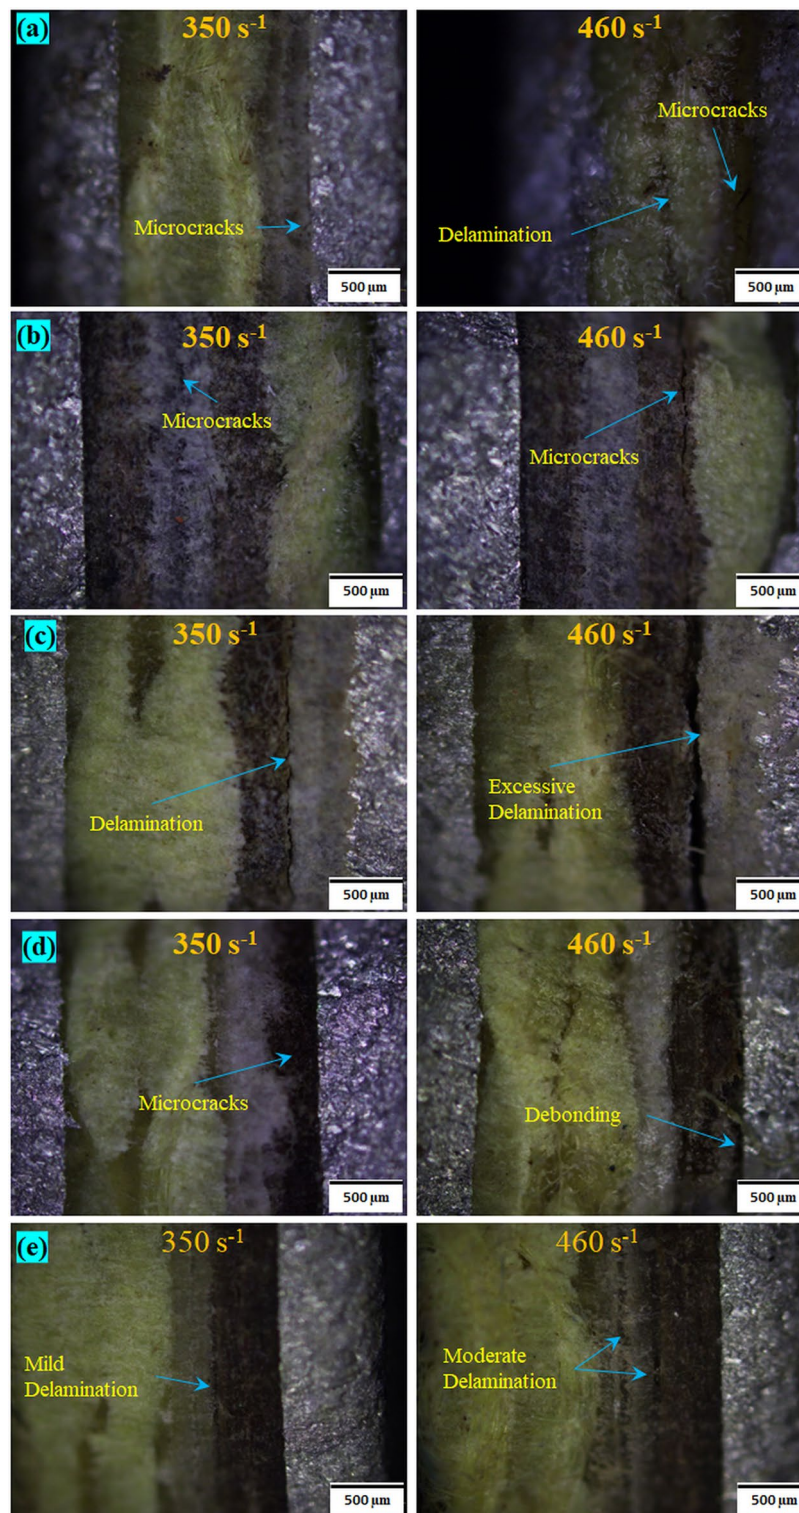 (a)
350 s⁻¹
Microcracks
500 μm
460 s⁻¹
Microcracks
Delamination
500 μm
(b)
350 s⁻¹
Microcracks
500 μm
460 s⁻¹
Microcracks
500 μm
(c)
350 s⁻¹
Delamination
500 μm
460 s⁻¹
Excessive
Delamination
500 μm
(d)
350 s⁻¹
Microcracks
500 μm
460 s⁻¹
Debonding
500 μm
(e)
350 s⁻¹
Mild
Delamination
500 μm
460 s⁻¹
Moderate
Delamination
500 μm